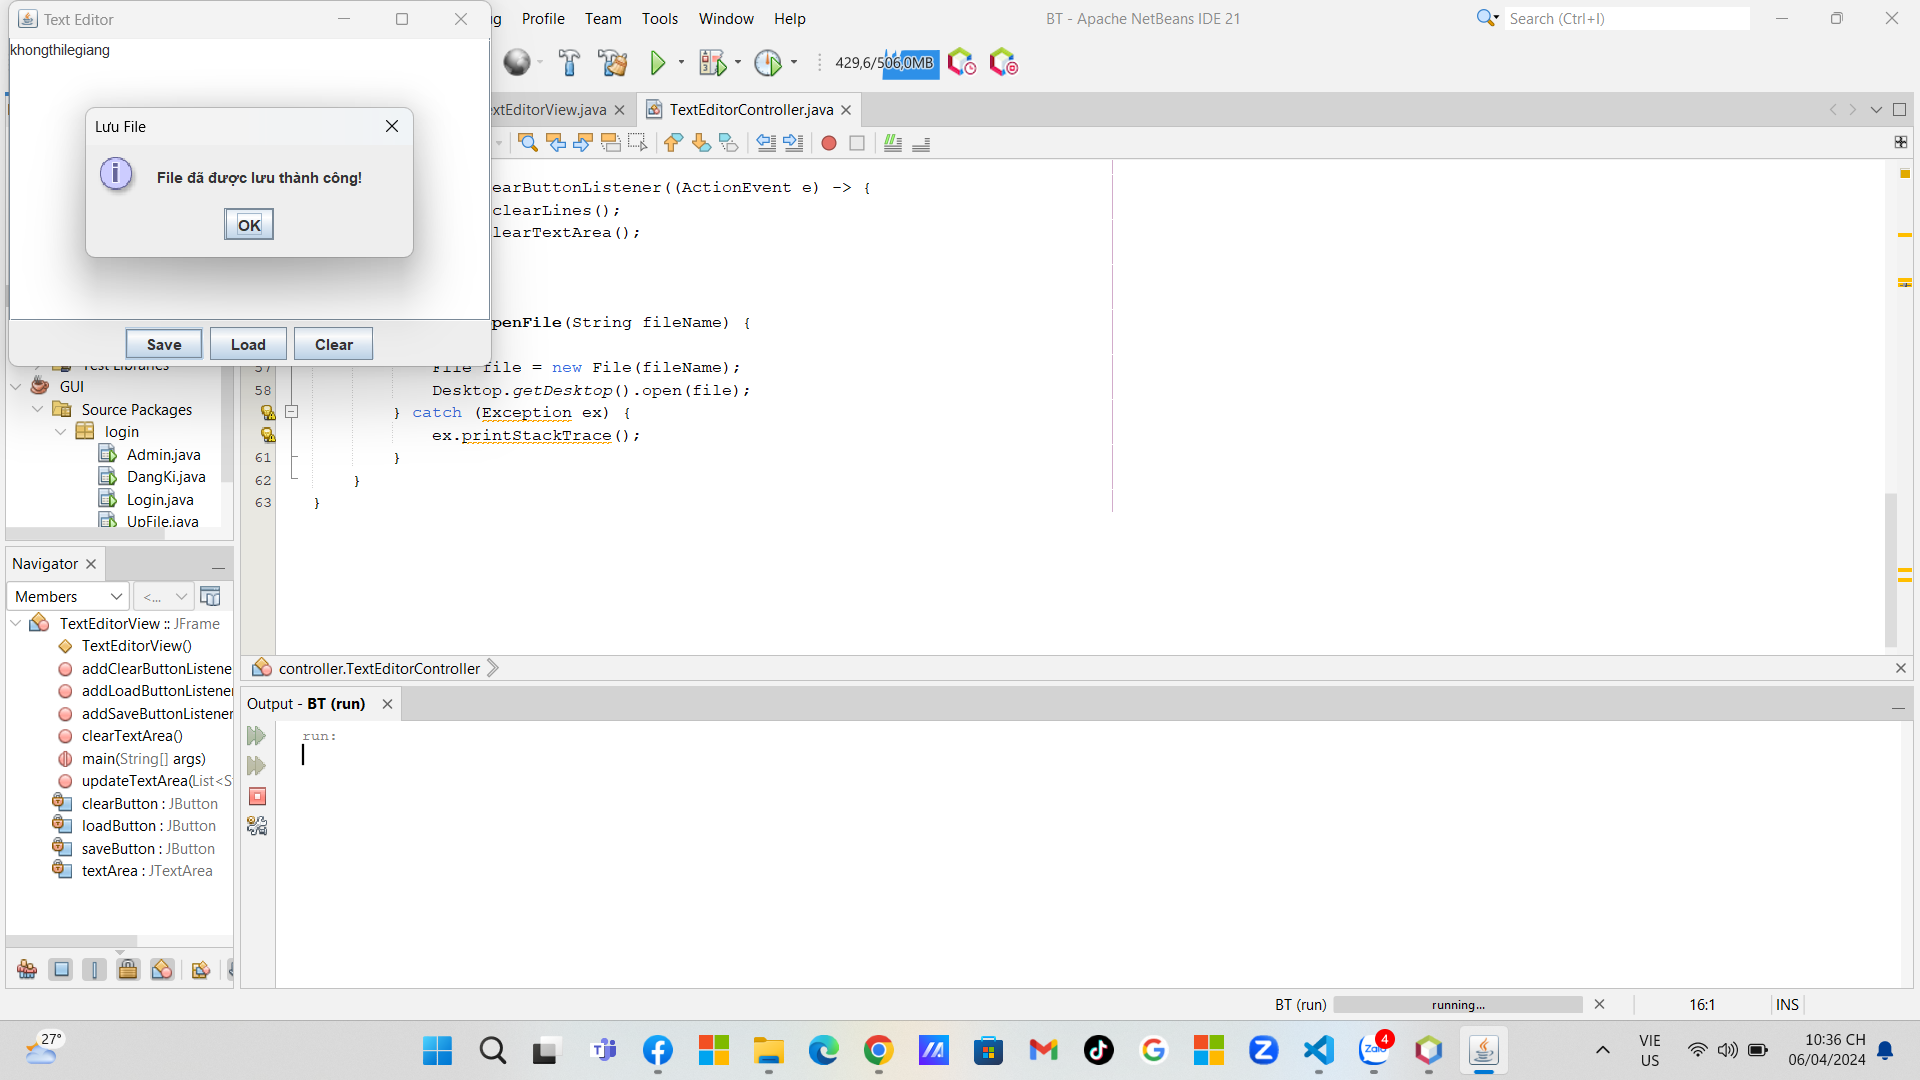 Text Editor
khongthilegiang
Lưu File
File đã được lưu thành công!
OK
Save Load Clear
Profile Team Tools Window Help
BT - Apache NetBeans IDE 21
Search (Ctrl+I)
429,6/506,0MB
extEditorView.java
TextEditorController.java
earButtonListener((ActionEvent e) -> {
clearLines();
learTextArea();
penFile(String fileName) {
57 File file = new File(fileName);
58 Desktop.getDesktop().open(file);
} catch (Exception ex) {
ex.printStackTrace();
61 }
62 }
63 }
Test Libraries
GUI
Source Packages
login
Admin.java
DangKi.java
Login.java
UpFile.java
Navigator
Members
<...
TextEditorView :: JFrame
TextEditorView()
addClearButtonListene
addLoadButtonListener
addSaveButtonListener
clearTextArea()
main(String[] args)
updateTextArea(List<S
clearButton : JButton
loadButton : JButton
saveButton : JButton
textArea : JTextArea
controller.TextEditorController
Output - BT (run)
run:
BT (run) running... 16:1 INS
27°
Zalo 4
VIE
US
10:36 CH
06/04/2024